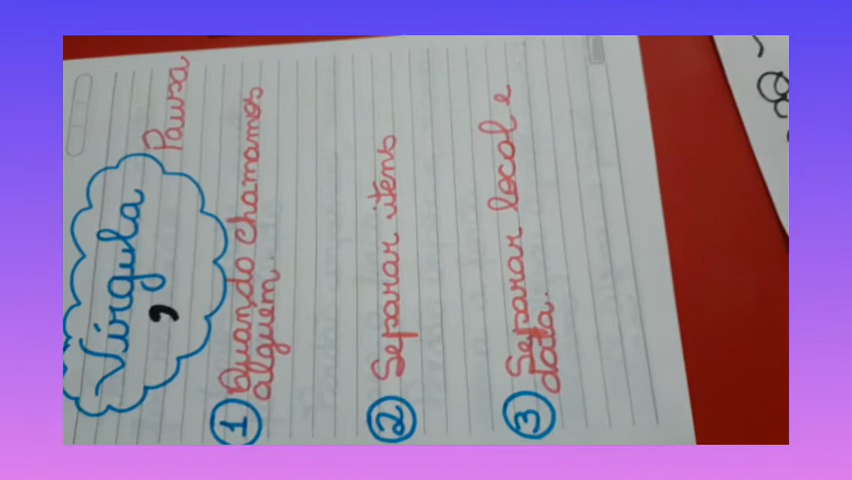 Vírgula
,
Pausa
1 Quando chamamos
alguém.
2 Separar itens
3 Separar local e
data.